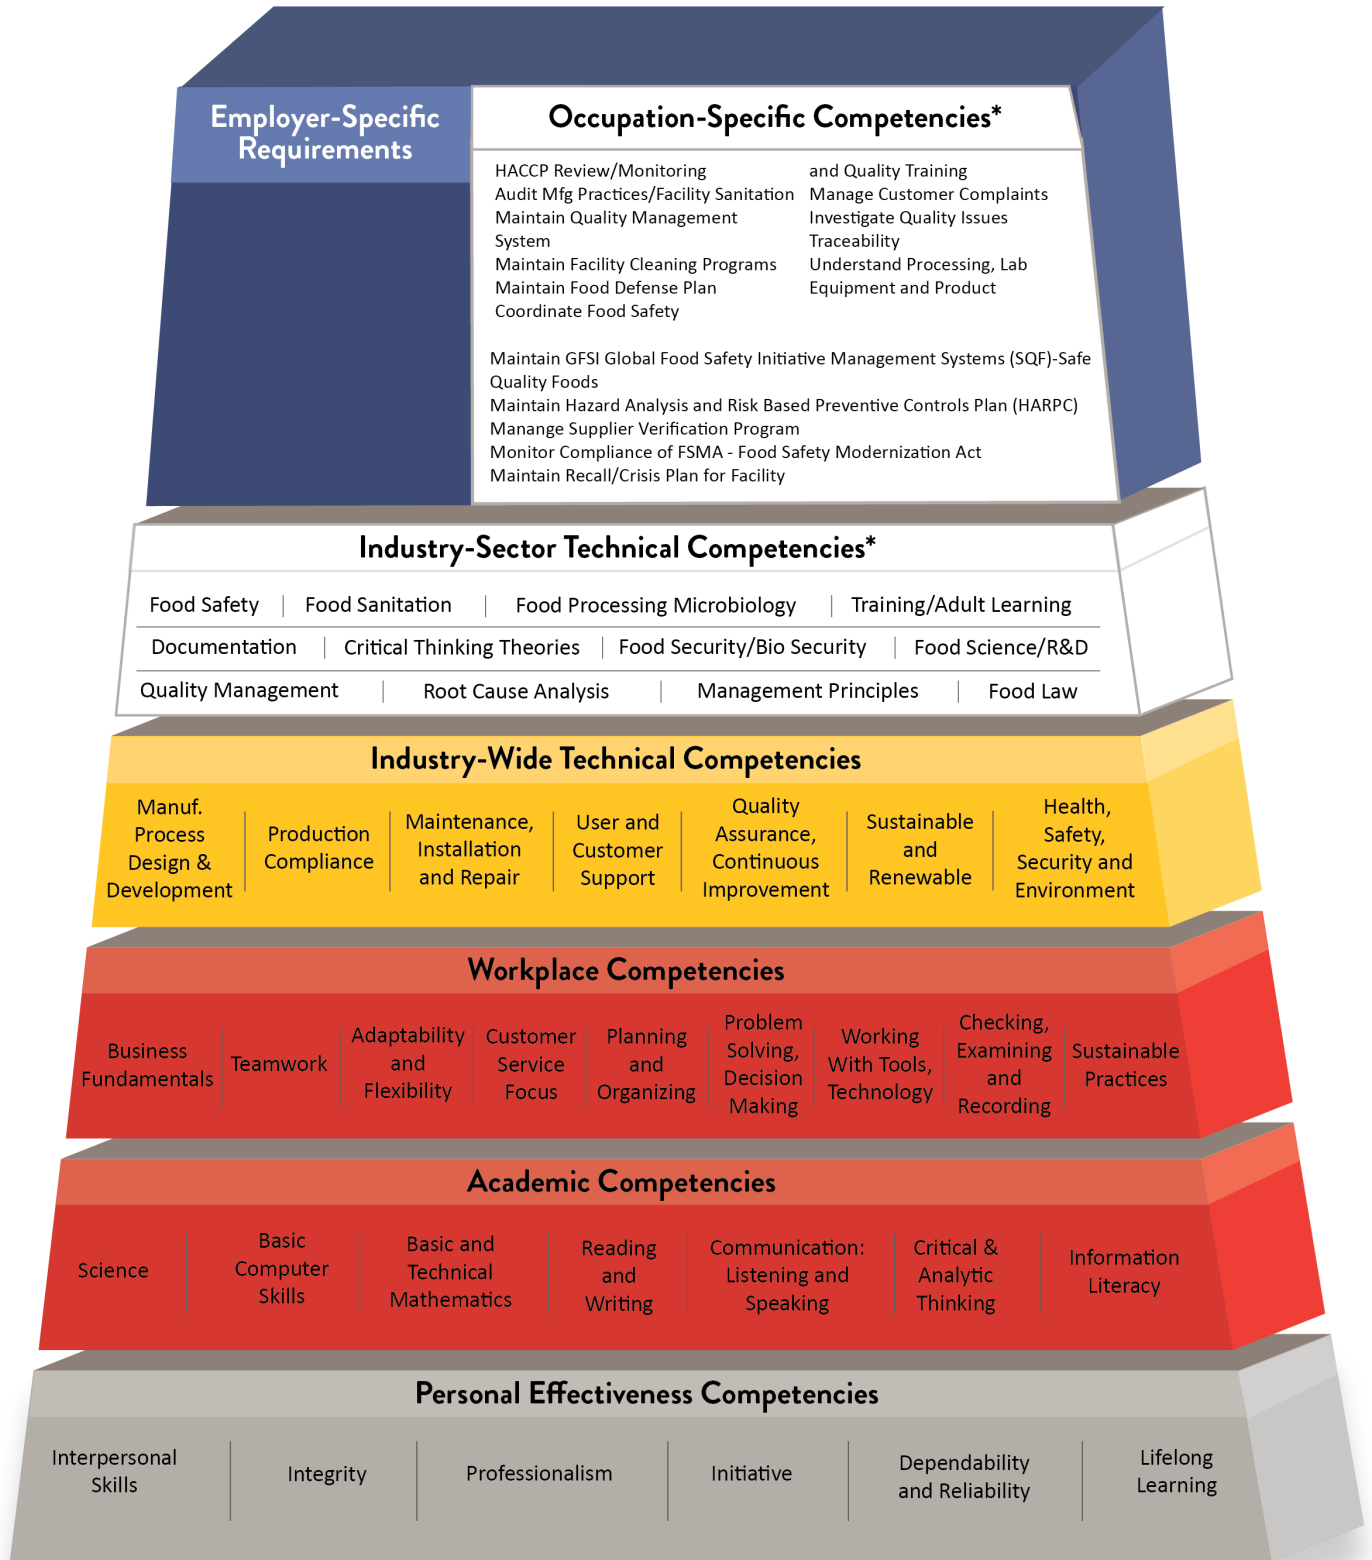 Employer-Specific
Requirements
Occupation-Specific Competencies*
HACCP Review/Monitoring
Audit Mfg Practices/Facility Sanitation
Maintain Quality Management
System
Maintain Facility Cleaning Programs
Maintain Food Defense Plan
Coordinate Food Safety
and Quality Training
Manage Customer Complaints
Investigate Quality Issues
Traceability
Understand Processing, Lab
Equipment and Product
Maintain GFSI Global Food Safety Initiative Management Systems (SQF)-Safe
Quality Foods
Maintain Hazard Analysis and Risk Based Preventive Controls Plan (HARPC)
Manange Supplier Verification Program
Monitor Compliance of FSMA - Food Safety Modernization Act
Maintain Recall/Crisis Plan for Facility
Industry-Sector Technical Competencies*
Food Safety
Food Sanitation
Food Processing Microbiology
Training/Adult Learning
Documentation
Critical Thinking Theories
Food Security/Bio Security
Food Science/R&D
Quality Management
Root Cause Analysis
Management Principles
Food Law
Industry-Wide Technical Competencies
Manuf.
Process
Design &
Development
Production
Compliance
Maintenance,
Installation
and Repair
User and
Customer
Support
Quality
Assurance,
Continuous
Improvement
Sustainable
and
Renewable
Health,
Safety,
Security and
Environment
Workplace Competencies
Business
Fundamentals
Teamwork
Adaptability
and
Flexibility
Customer
Service
Focus
Planning
and
Organizing
Problem
Solving,
Decision
Making
Working
With Tools,
Technology
Checking,
Examining
and
Recording
Sustainable
Practices
Academic Competencies
Science
Basic
Computer
Skills
Basic and
Technical
Mathematics
Reading
and
Writing
Communication:
Listening and
Speaking
Critical &
Analytic
Thinking
Information
Literacy
Personal Effectiveness Competencies
Interpersonal
Skills
Integrity
Professionalism
Initiative
Dependability
and Reliability
Lifelong
Learning